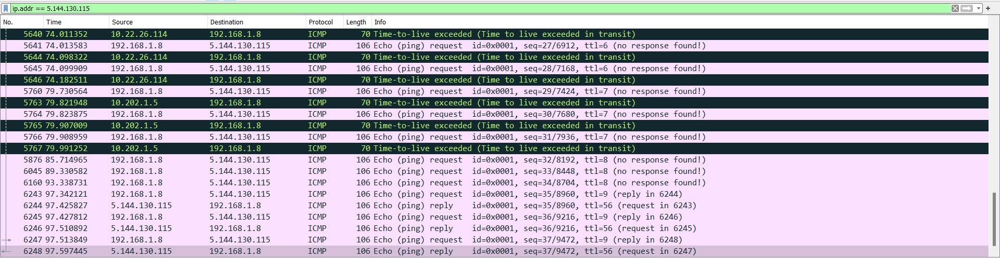 ip.addr == 5.144.130.115
No. Time Source Destination Protocol Length Info
5640 74.011352 10.22.26.114 192.168.1.8 ICMP 70 Time-to-live exceeded (Time to live exceeded in transit)
5641 74.013583 192.168.1.8 5.144.130.115 ICMP 106 Echo (ping) request id=0x0001, seq=27/6912, ttl=6 (no response found!)
5644 74.098322 10.22.26.114 192.168.1.8 ICMP 70 Time-to-live exceeded (Time to live exceeded in transit)
5645 74.099909 192.168.1.8 5.144.130.115 ICMP 106 Echo (ping) request id=0x0001, seq=28/7168, ttl=6 (no response found!)
5646 74.182511 10.22.26.114 192.168.1.8 ICMP 70 Time-to-live exceeded (Time to live exceeded in transit)
5760 79.730564 192.168.1.8 5.144.130.115 ICMP 106 Echo (ping) request id=0x0001, seq=29/7424, ttl=7 (no response found!)
5763 79.821948 10.202.1.5 192.168.1.8 ICMP 70 Time-to-live exceeded (Time to live exceeded in transit)
5764 79.823875 192.168.1.8 5.144.130.115 ICMP 106 Echo (ping) request id=0x0001, seq=30/7680, ttl=7 (no response found!)
5765 79.907009 10.202.1.5 192.168.1.8 ICMP 70 Time-to-live exceeded (Time to live exceeded in transit)
5766 79.908959 192.168.1.8 5.144.130.115 ICMP 106 Echo (ping) request id=0x0001, seq=31/7936, ttl=7 (no response found!)
5767 79.991252 10.202.1.5 192.168.1.8 ICMP 70 Time-to-live exceeded (Time to live exceeded in transit)
5876 85.714965 192.168.1.8 5.144.130.115 ICMP 106 Echo (ping) request id=0x0001, seq=32/8192, ttl=8 (no response found!)
6045 89.330582 192.168.1.8 5.144.130.115 ICMP 106 Echo (ping) request id=0x0001, seq=33/8448, ttl=8 (no response found!)
6160 93.338731 192.168.1.8 5.144.130.115 ICMP 106 Echo (ping) request id=0x0001, seq=34/8704, ttl=8 (no response found!)
6243 97.342121 192.168.1.8 5.144.130.115 ICMP 106 Echo (ping) request id=0x0001, seq=35/8960, ttl=9 (reply in 6244)
6244 97.425827 5.144.130.115 192.168.1.8 ICMP 106 Echo (ping) reply id=0x0001, seq=35/8960, ttl=56 (request in 6243)
6245 97.427812 192.168.1.8 5.144.130.115 ICMP 106 Echo (ping) request id=0x0001, seq=36/9216, ttl=9 (reply in 6246)
6246 97.510892 5.144.130.115 192.168.1.8 ICMP 106 Echo (ping) reply id=0x0001, seq=36/9216, ttl=56 (request in 6245)
6247 97.513849 192.168.1.8 5.144.130.115 ICMP 106 Echo (ping) request id=0x0001, seq=37/9472, ttl=9 (reply in 6248)
6248 97.597445 5.144.130.115 192.168.1.8 ICMP 106 Echo (ping) reply id=0x0001, seq=37/9472, ttl=56 (request in 6247)